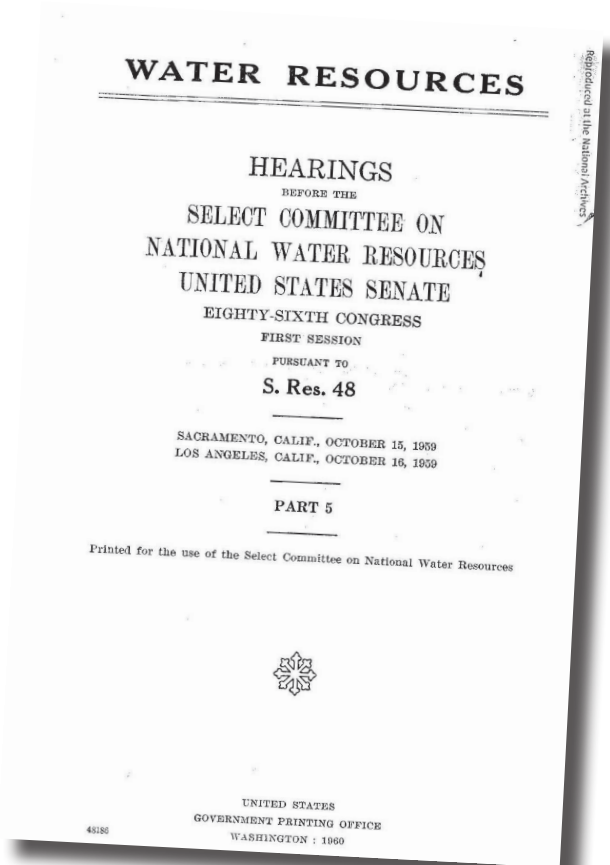 WATER RESOURCES
Reproduced at the National Archives
HEARINGS
BEFORE THE
SELECT COMMITTEE ON
NATIONAL WATER RESOURCES
UNITED STATES SENATE
EIGHTY-SIXTH CONGRESS
FIRST SESSION
PURSUANT TO
S. Res. 48
SACRAMENTO, CALIF., OCTOBER 15, 1959
LOS ANGELES, CALIF., OCTOBER 16, 1959
PART 5
Printed for the use of the Select Committee on National Water Resources
UNITED STATES
GOVERNMENT PRINTING OFFICE
48186 WASHINGTON : 1960